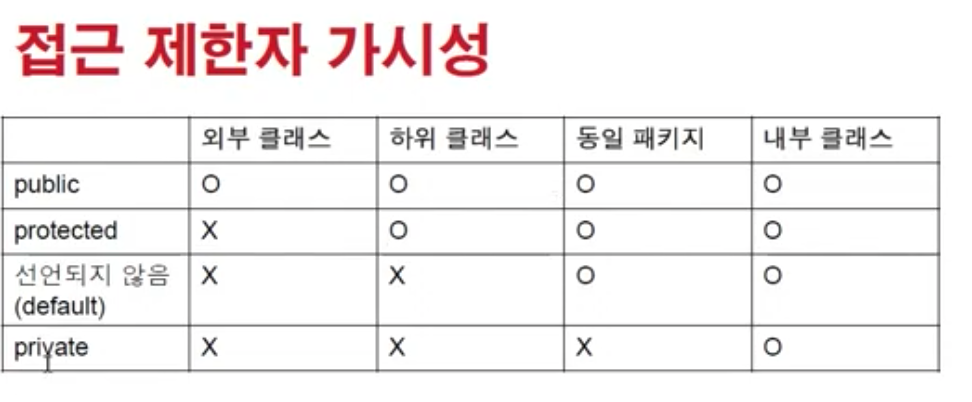 접근 제한자 가시성
외부 클래스 하위 클래스 동일 패키지 내부 클래스
public O O O O
protected X O O O
선언되지 않음
(default) X X O O
private X X X O